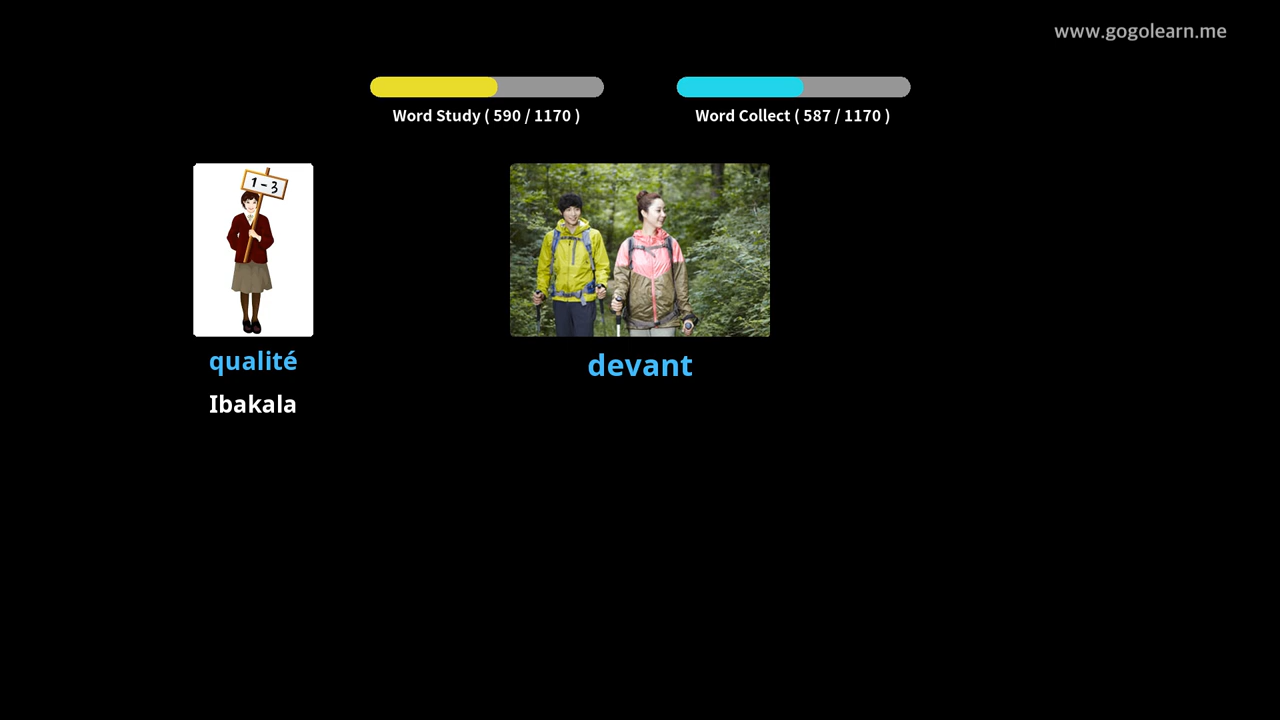 www.gogolearn.me
Word Study ( 590 / 1170 )
Word Collect ( 587 / 1170 )
1-3
qualité
Ibakala
devant